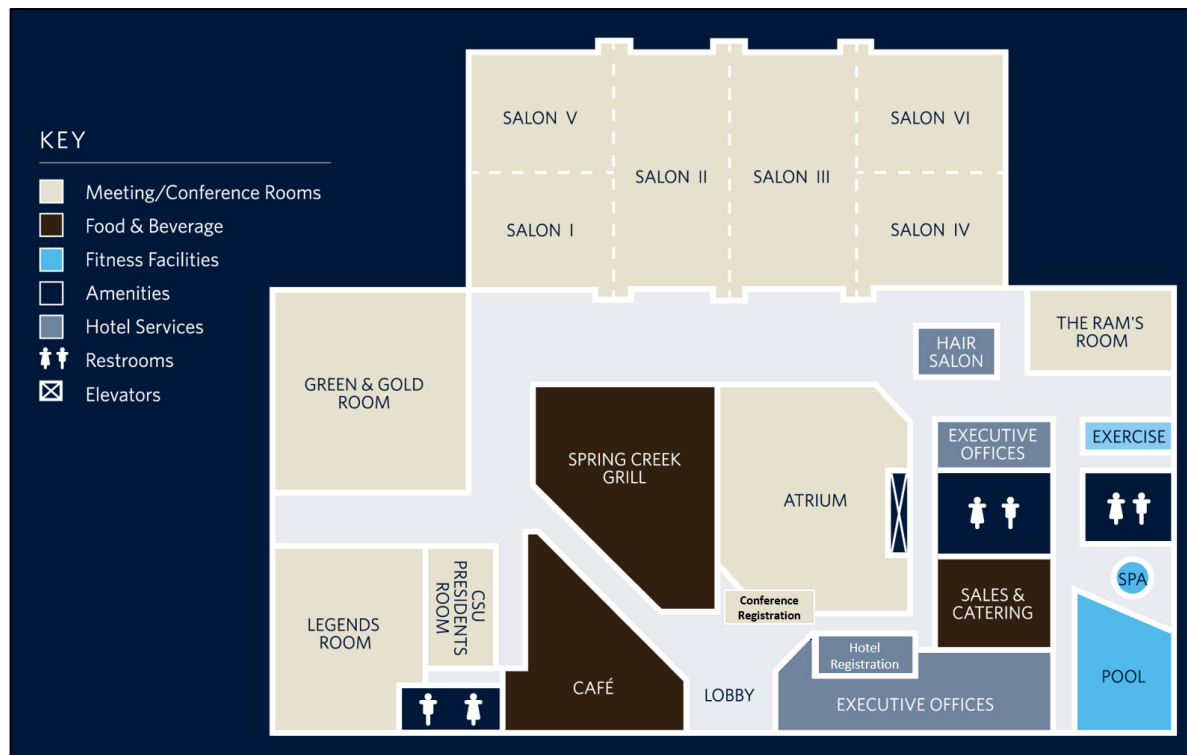 KEY
Meeting/Conference Rooms
Food & Beverage
Fitness Facilities
Amenities
Hotel Services
Restrooms
Elevators
SALON V
SALON I
SALON II
SALON III
SALON VI
SALON IV
GREEN & GOLD
ROOM
HAIR
SALON
THE RAM'S
ROOM
SPRING CREEK
GRILL
ATRIUM
EXECUTIVE
OFFICES
EXERCISE
LEGENDS
ROOM
CSU
PRESIDENTS
ROOM
CAFÉ
LOBBY
Conference
Registration
Hotel
Registration
EXECUTIVE OFFICES
SALES &
CATERING
SPA
POOL